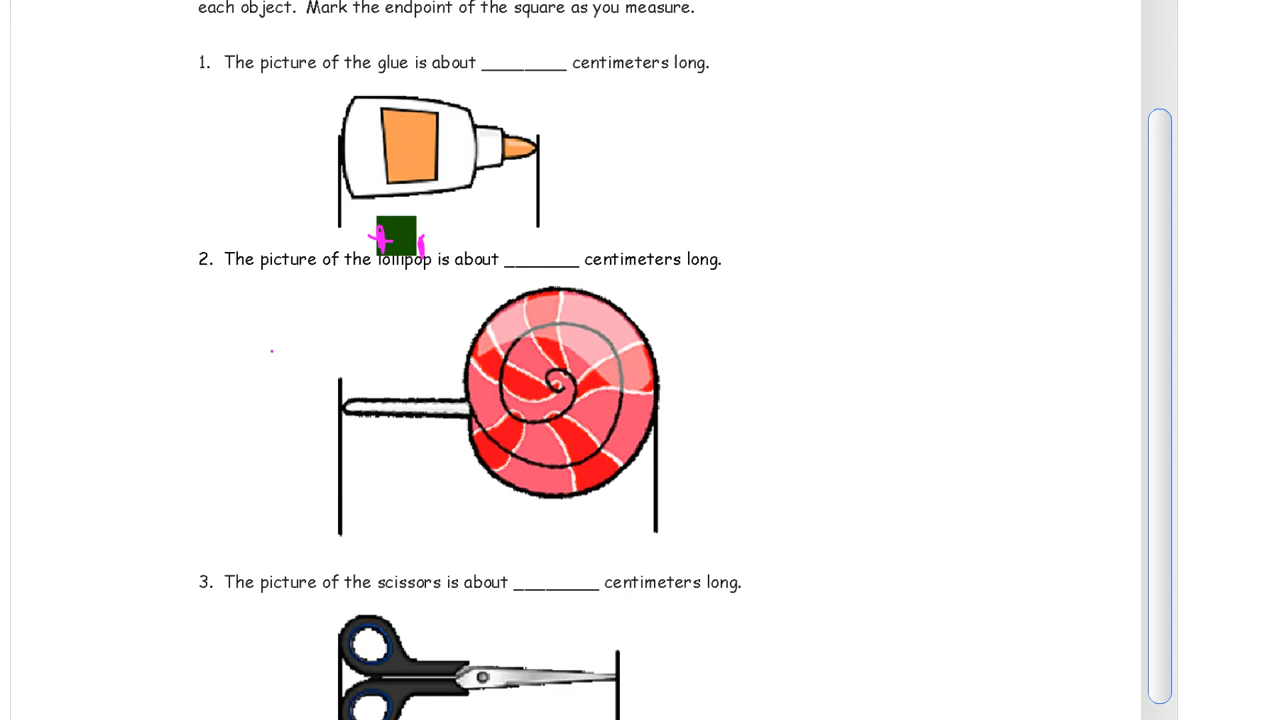 each object. Mark the endpoint of the square as you measure.
1. The picture of the glue is about ________ centimeters long.
2. The picture of the lollipop is about _______ centimeters long.
3. The picture of the scissors is about ________ centimeters long.